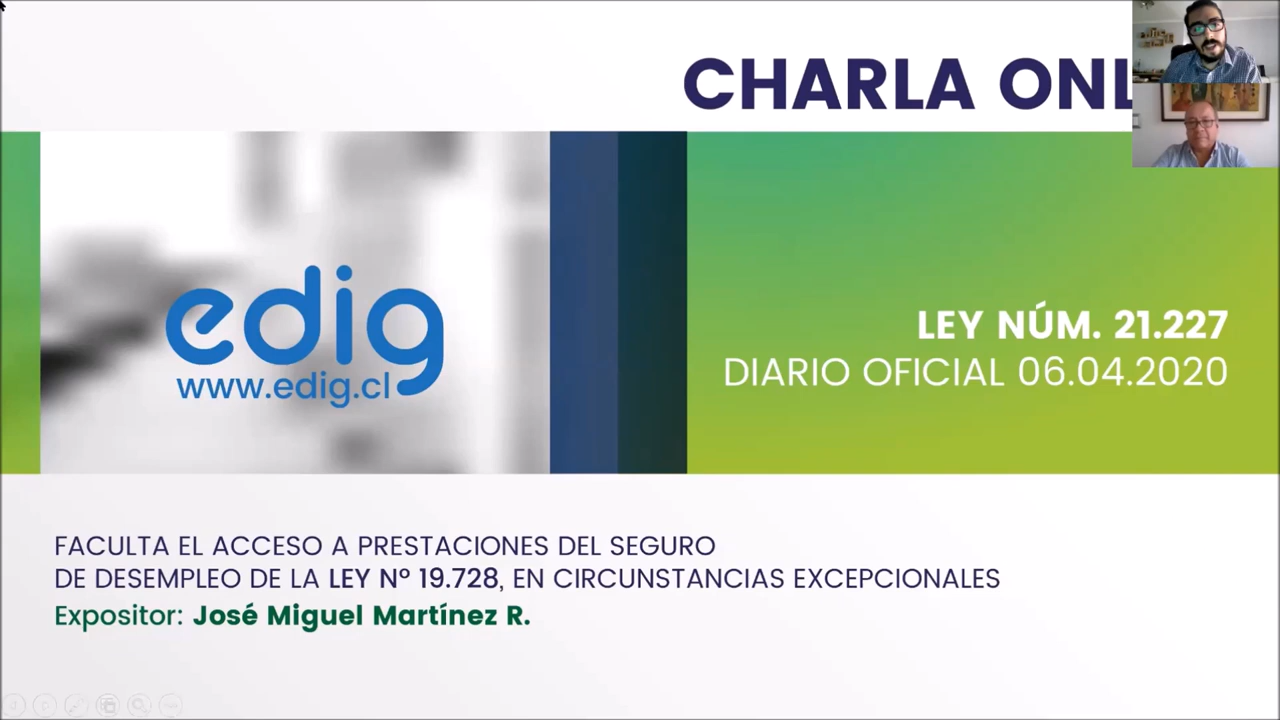 CHARLA ONL
edig
www.edig.cl
LEY NÚM. 21.227
DIARIO OFICIAL 06.04.2020
FACULTA EL ACCESO A PRESTACIONES DEL SEGURO
DE DESEMPLEO DE LA LEY Nº 19.728, EN CIRCUNSTANCIAS EXCEPCIONALES
Expositor: José Miguel Martínez R.